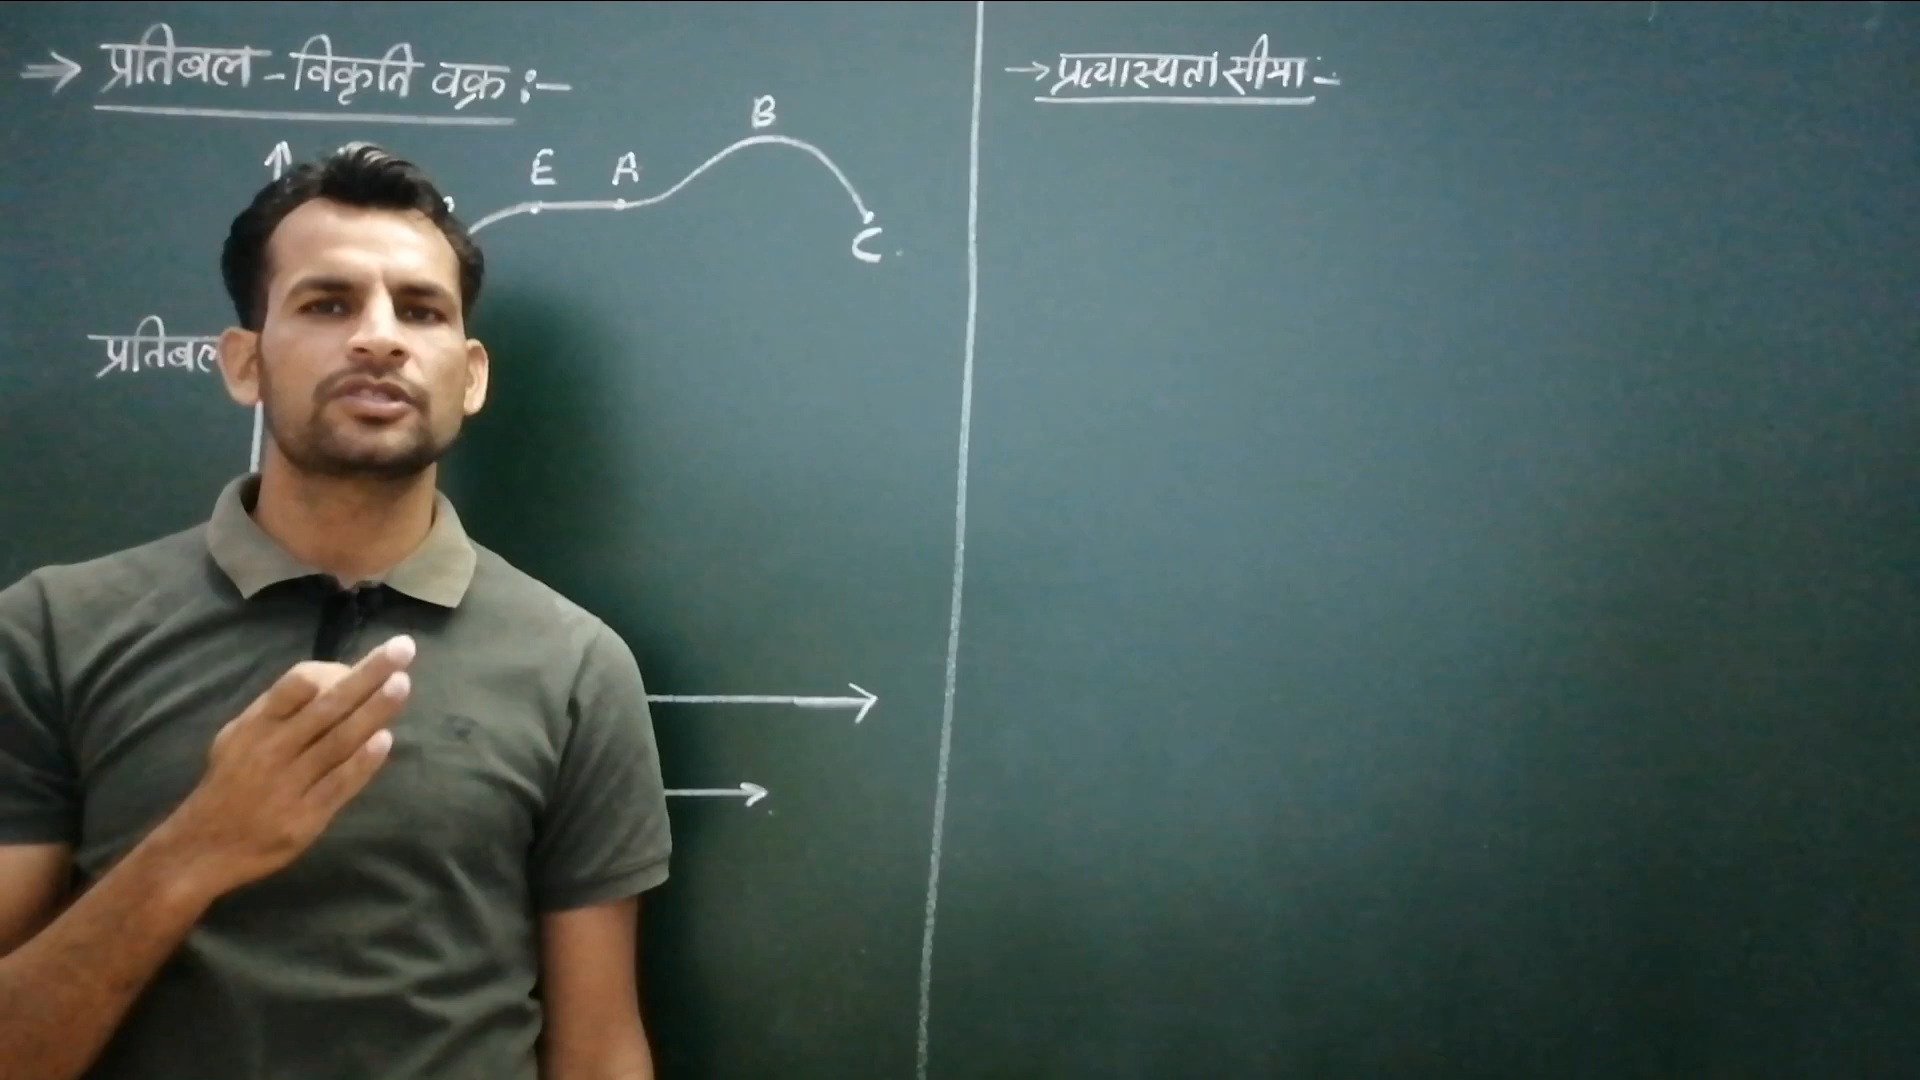 ⇒ प्रतिबल - विकृति वक्र :-
B
E A
C
प्रतिबल
→ प्रत्यास्थता सीमा :-